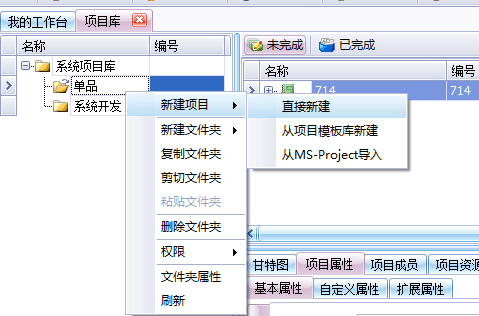 我的工作台 项目库
名称 编号
系统项目库
单品
系统开发
未完成 已完成
名称 编号
714 714
新建项目
新建文件夹
复制文件夹
剪切文件夹
粘贴文件夹
删除文件夹
权限
文件夹属性
刷新
直接新建
从项目模板库新建
从MS-Project导入
甘特图 项目属性 项目成员 项目资源
基本属性 自定义属性 扩展属性